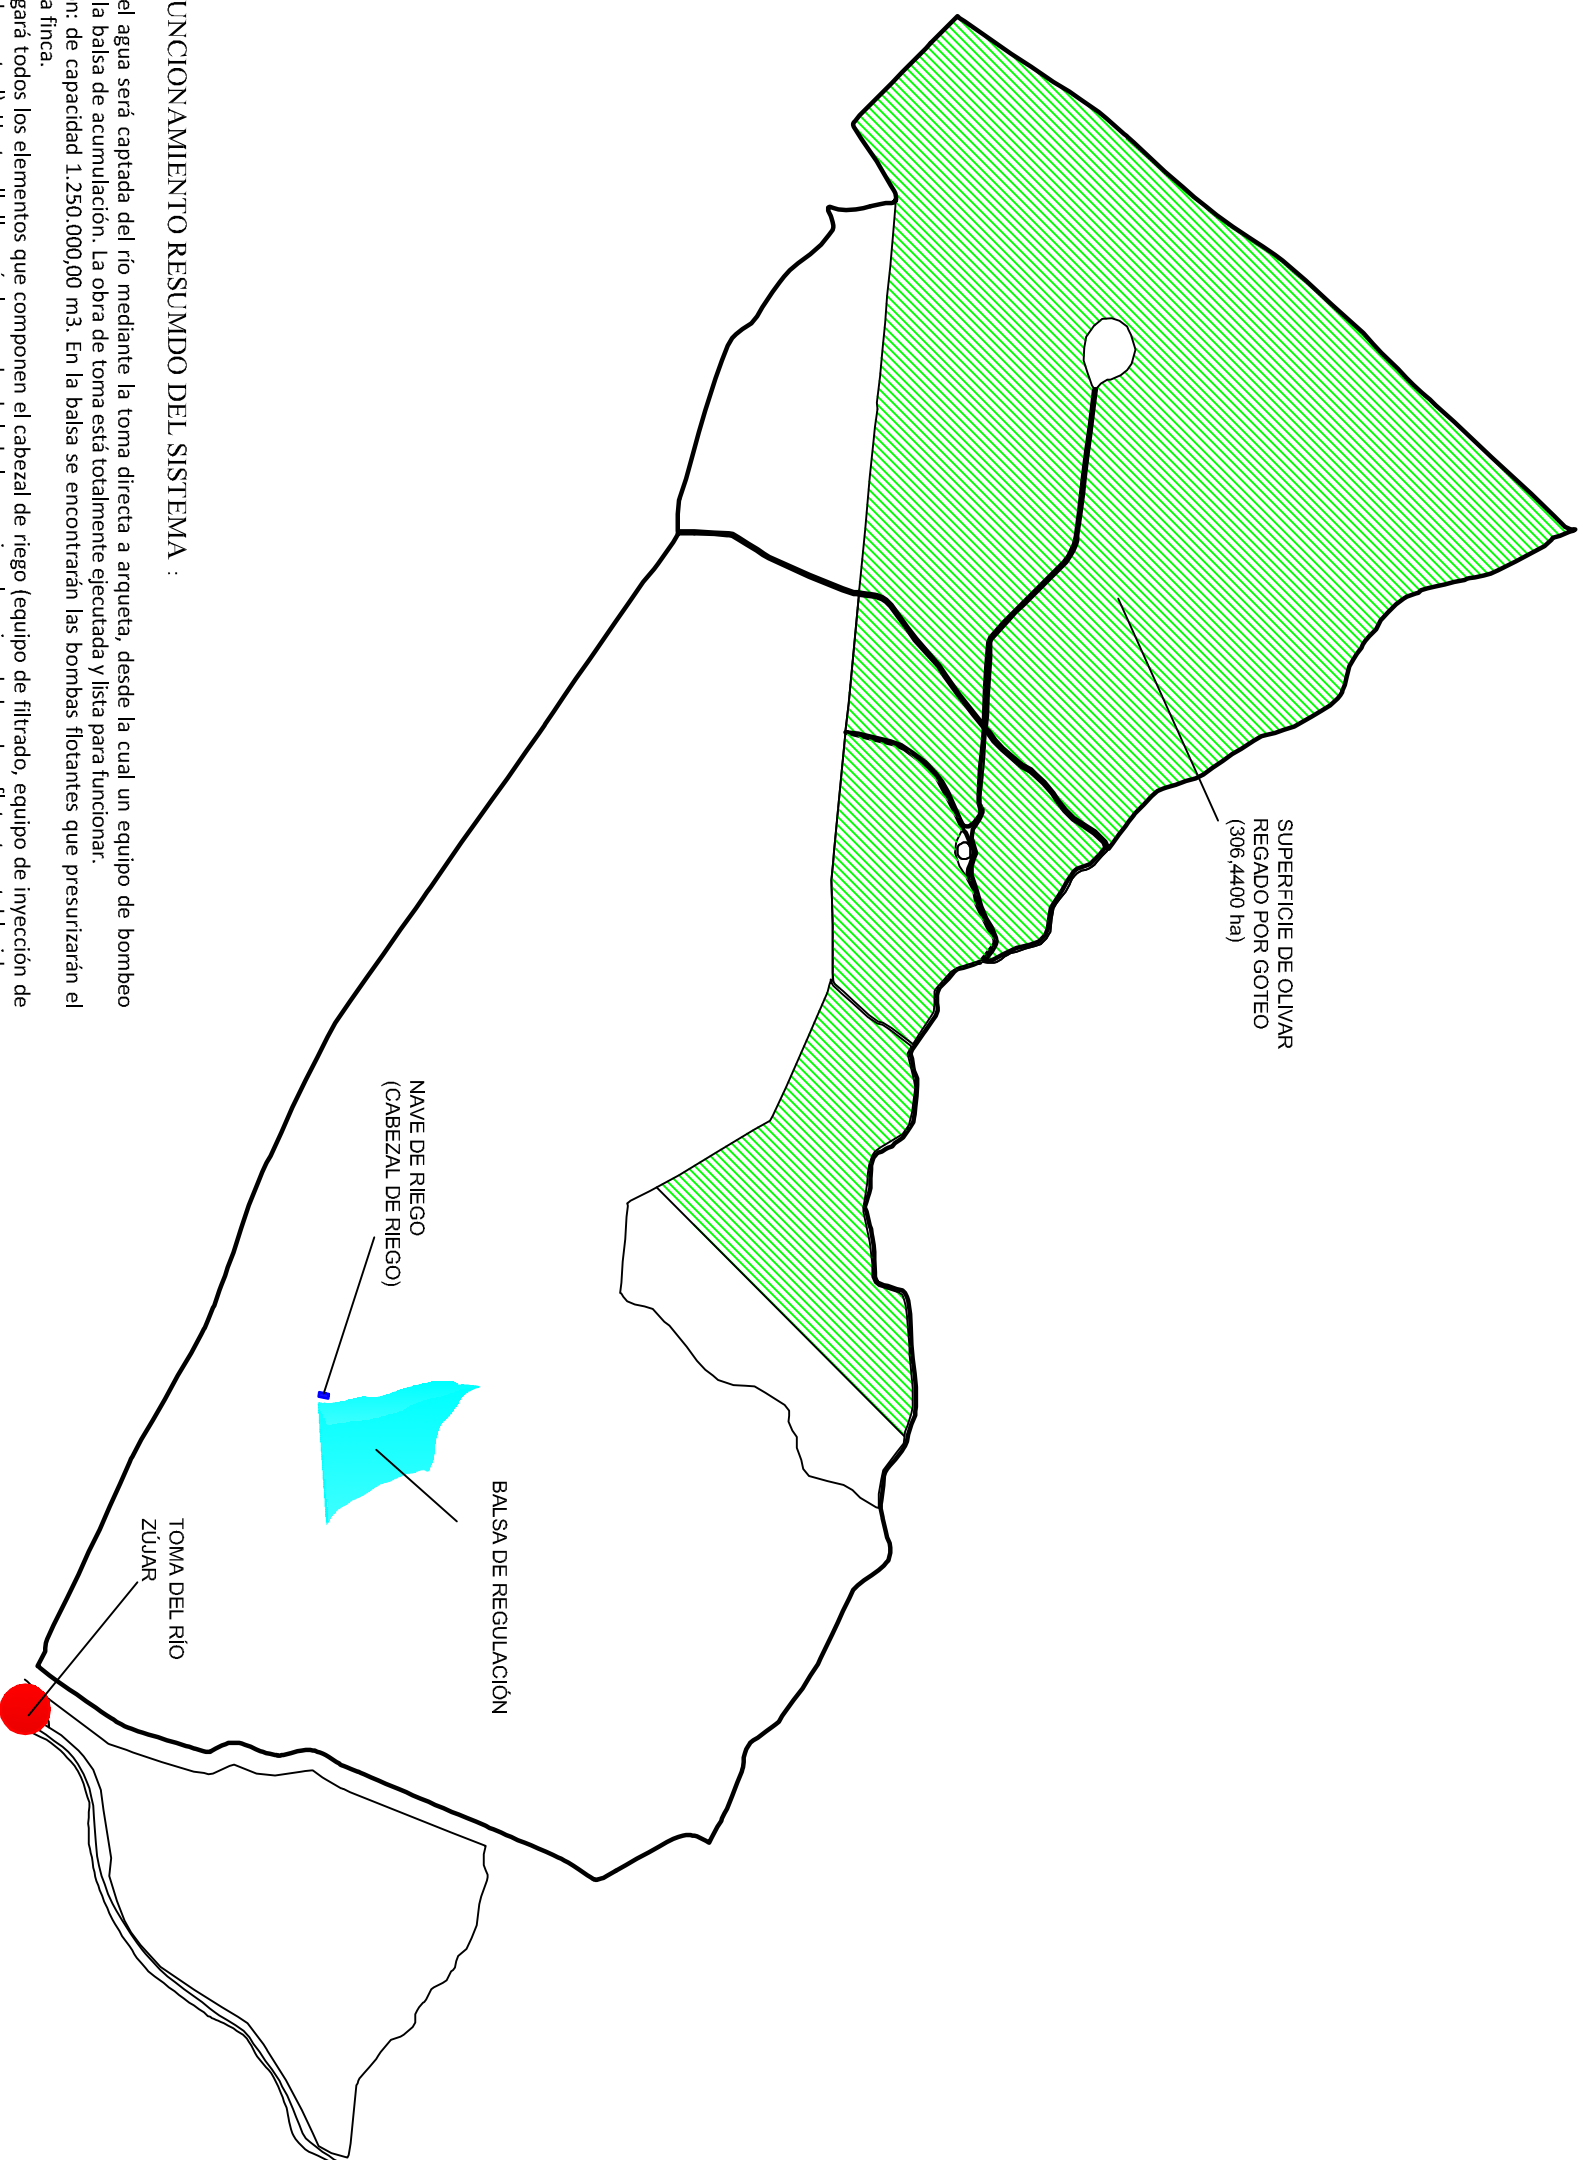 SUPERFICIE DE OLIVAR
REGADO POR GOTEO
(306,4400 ha)
BALSA DE REGULACIÓN
NAVE DE RIEGO
(CABEZAL DE RIEGO)
TOMA DEL RÍO
ZÚJAR
UNCIONAMIENTO RESUMDO DEL SISTEMA :
el agua será captada del río mediante la toma directa a arqueta, desde la cual un equipo de bombeo
la balsa de acumulación. La obra de toma está totalmente ejecutada y lista para funcionar.
n: de capacidad 1.250.000,00 m3. En la balsa se encontrarán las bombas flotantes que presurizarán el
a finca.
gará todos los elementos que componen el cabezal de riego (equipo de filtrado, equipo de inyección de